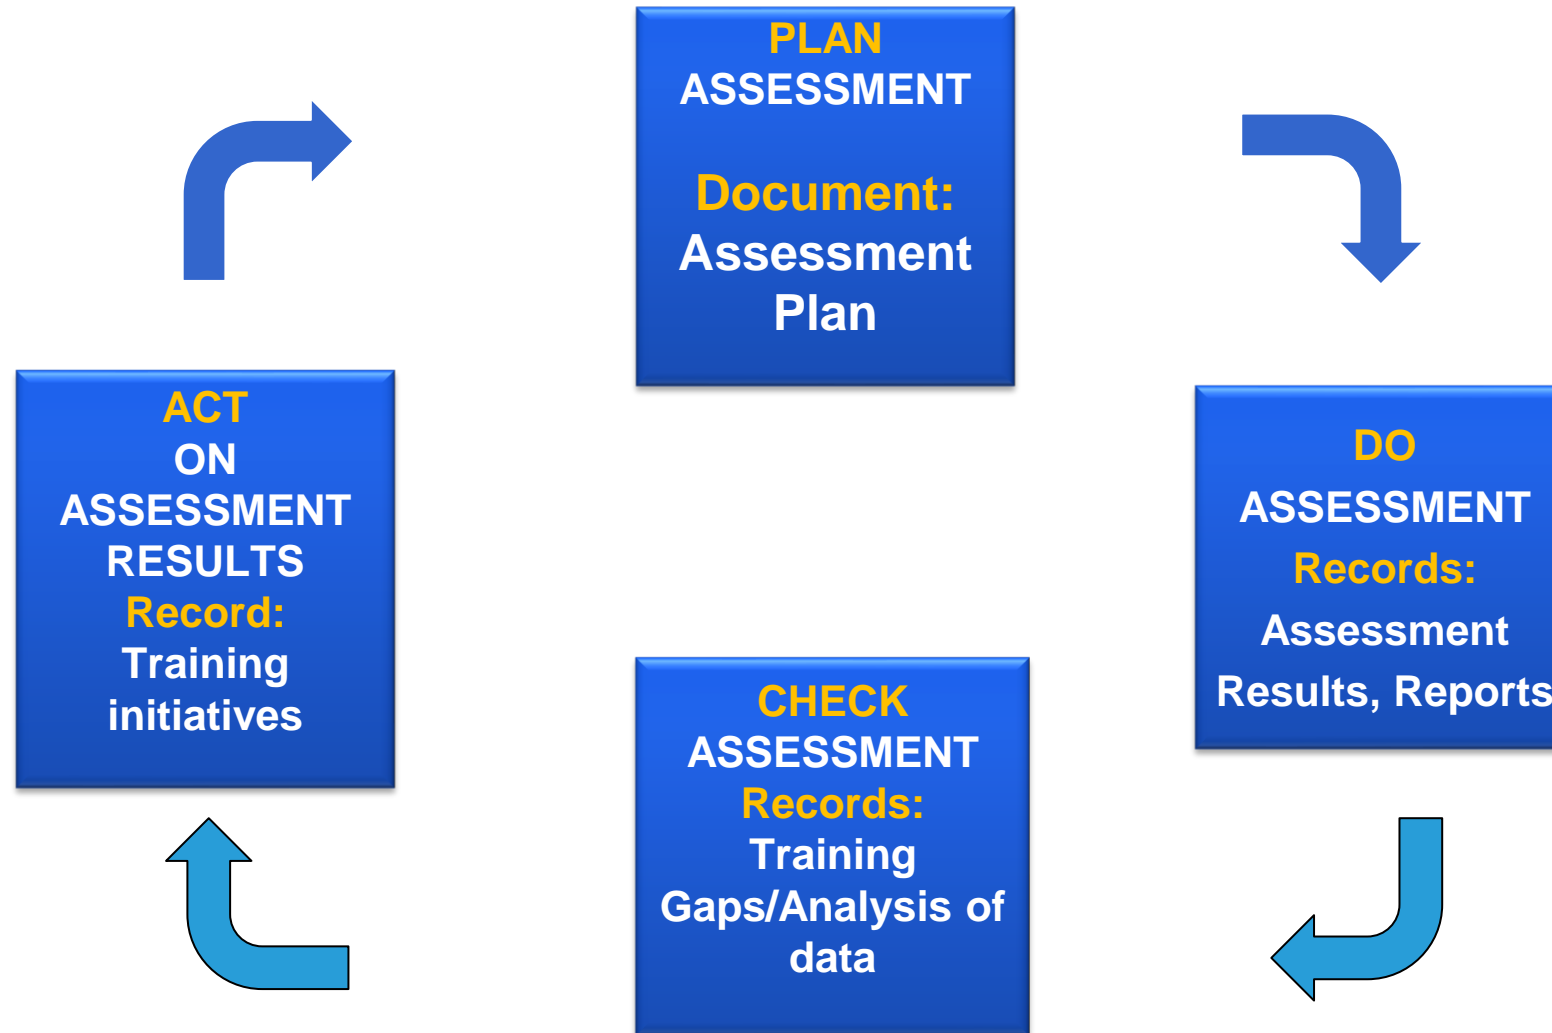 PLAN
ASSESSMENT
Document:
Assessment
Plan
DO
ASSESSMENT
Records:
Assessment
Results, Reports
CHECK
ASSESSMENT
Records:
Training
Gaps/Analysis of
data
ACT
ON
ASSESSMENT
RESULTS
Record:
Training
initiatives